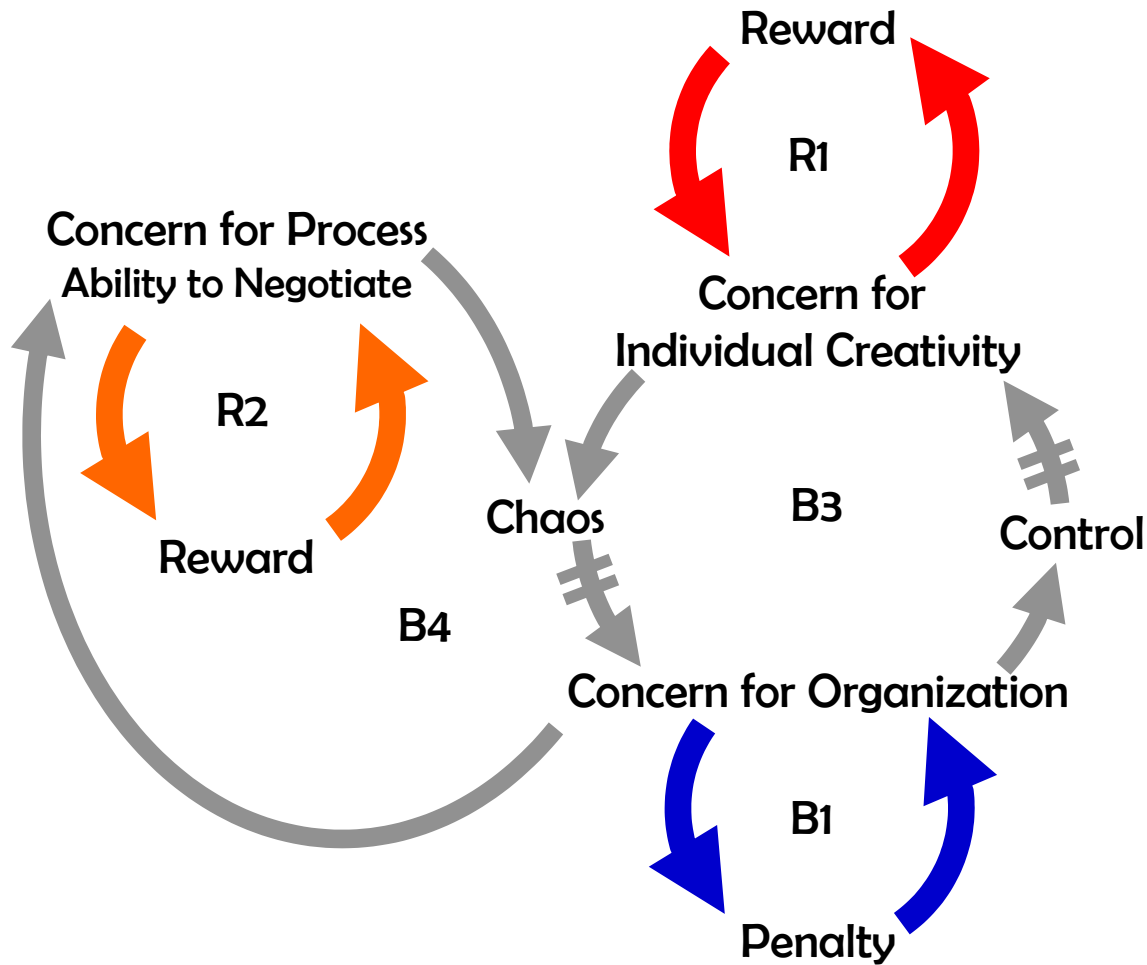 Reward
R1
Concern for Process
Ability to Negotiate
Concern for
Individual Creativity
R2
B3
Chaos
Control
Reward
B4
Concern for Organization
B1
Penalty